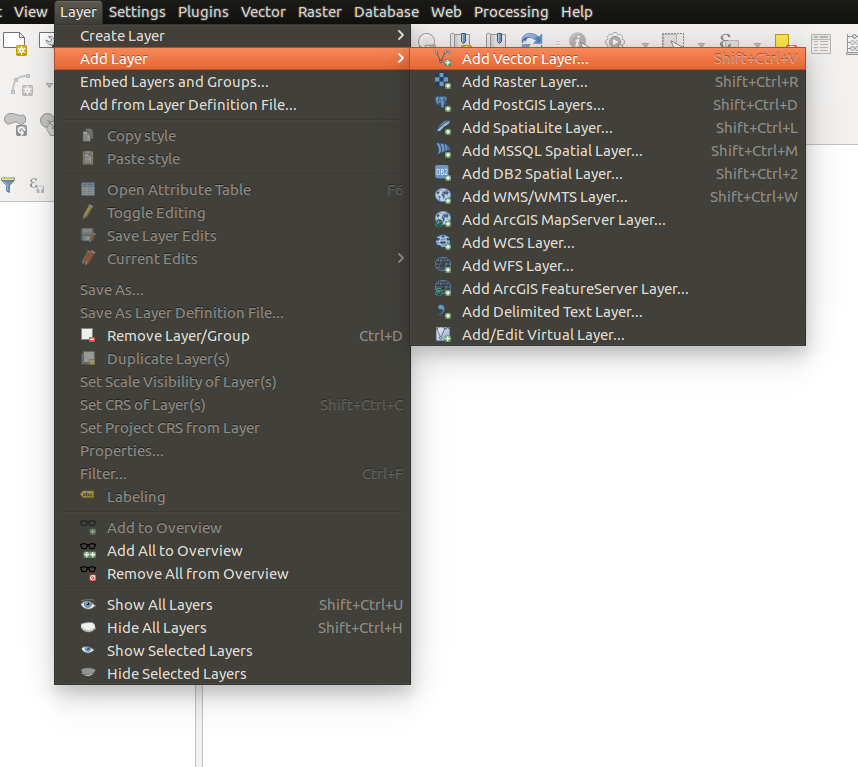 View Layer Settings Plugins Vector Raster Database Web Processing Help
Create Layer
Add Layer
Embed Layers and Groups...
Add from Layer Definition File...
Copy style
Paste style
Open Attribute Table F6
Toggle Editing
Save Layer Edits
Current Edits
Save As...
Save As Layer Definition File...
Remove Layer/Group Ctrl+D
Duplicate Layer(s)
Set Scale Visibility of Layer(s)
Set CRS of Layer(s) Shift+Ctrl+C
Set Project CRS from Layer
Properties...
Filter... Ctrl+F
Labeling
Add to Overview
Add All to Overview
Remove All from Overview
Show All Layers Shift+Ctrl+U
Hide All Layers Shift+Ctrl+H
Show Selected Layers
Hide Selected Layers
Add Vector Layer... Shift+Ctrl+V
Add Raster Layer... Shift+Ctrl+R
Add PostGIS Layers... Shift+Ctrl+D
Add SpatiaLite Layer... Shift+Ctrl+L
Add MSSQL Spatial Layer... Shift+Ctrl+M
DB2 Add DB2 Spatial Layer... Shift+Ctrl+2
Add WMS/WMTS Layer... Shift+Ctrl+W
Add ArcGIS MapServer Layer...
Add WCS Layer...
Add WFS Layer...
Add ArcGIS FeatureServer Layer...
Add Delimited Text Layer...
Add/Edit Virtual Layer...